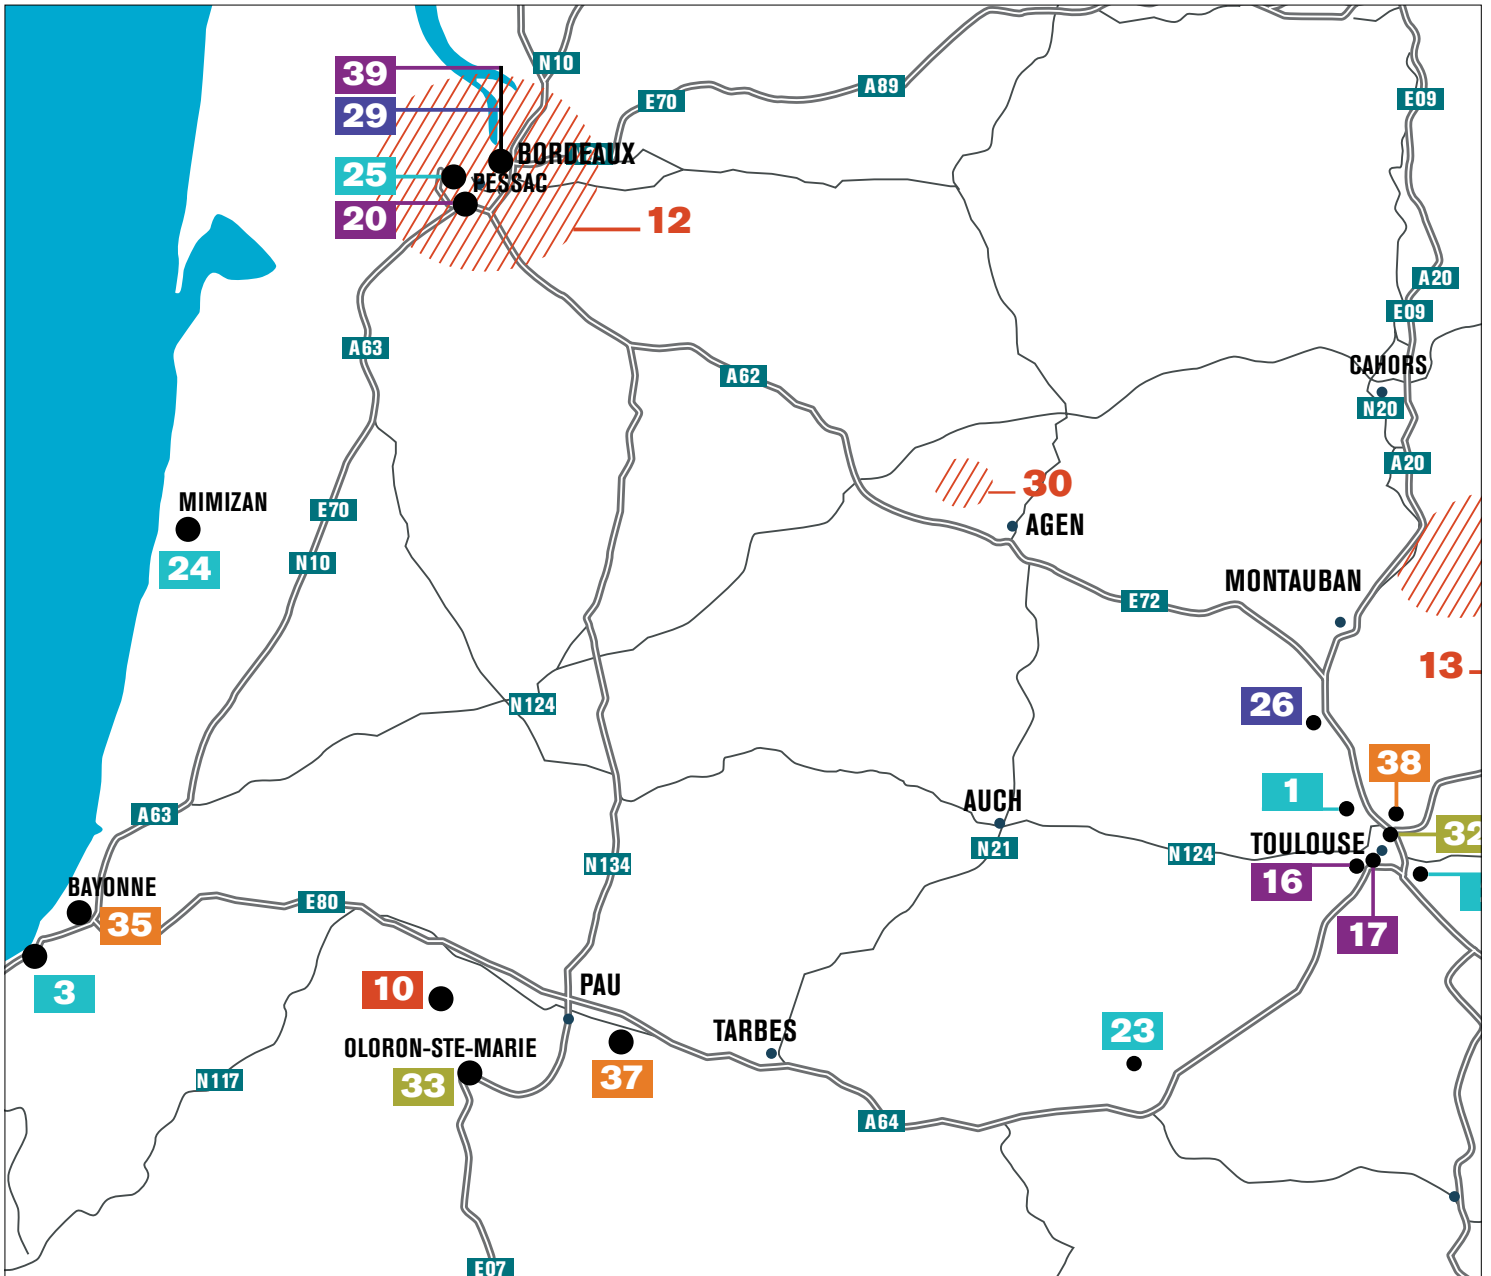 N10
39
A89
E70
E09
29
BORDEAUX
25
PESSAC
20
12
A20
E09
A63
CAHORS
A62
N20
A20
30
MIMIZAN
E70
AGEN
24
N10
MONTAUBAN
E72
13
26
N124
38
1
AUCH
A63
32
TOULOUSE
N21
N124
N134
16
BAYONNE
E80
35
17
3
10
PAU
TARBES
23
OLORON-STE-MARIE
33
37
N117
A64
E07